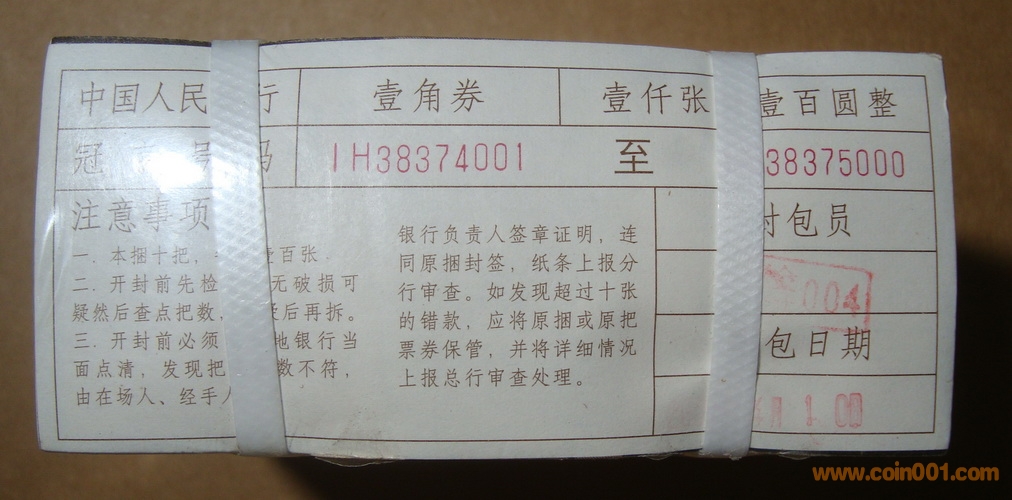 中国人民 行 壹角券 壹仟张 壹百圆整
冠 号 码 IH38374001 至 38375000
注意事项
一．本捆十把， 壹百张．
二．开封前先检 无破损可
疑然后查点把数， 后再拆。
三．开封前必须 地银行当
面点清，发现把 数不符，
由在场人、经手
银行负责人签章证明，连
同原捆封签，纸条上报分
行审查。如发现超过十张
的错款，应将原捆或原把
票券保管，并将详细情况
上报总行审查处理。
封包员
004
包日期
1.00
www.coin001.com